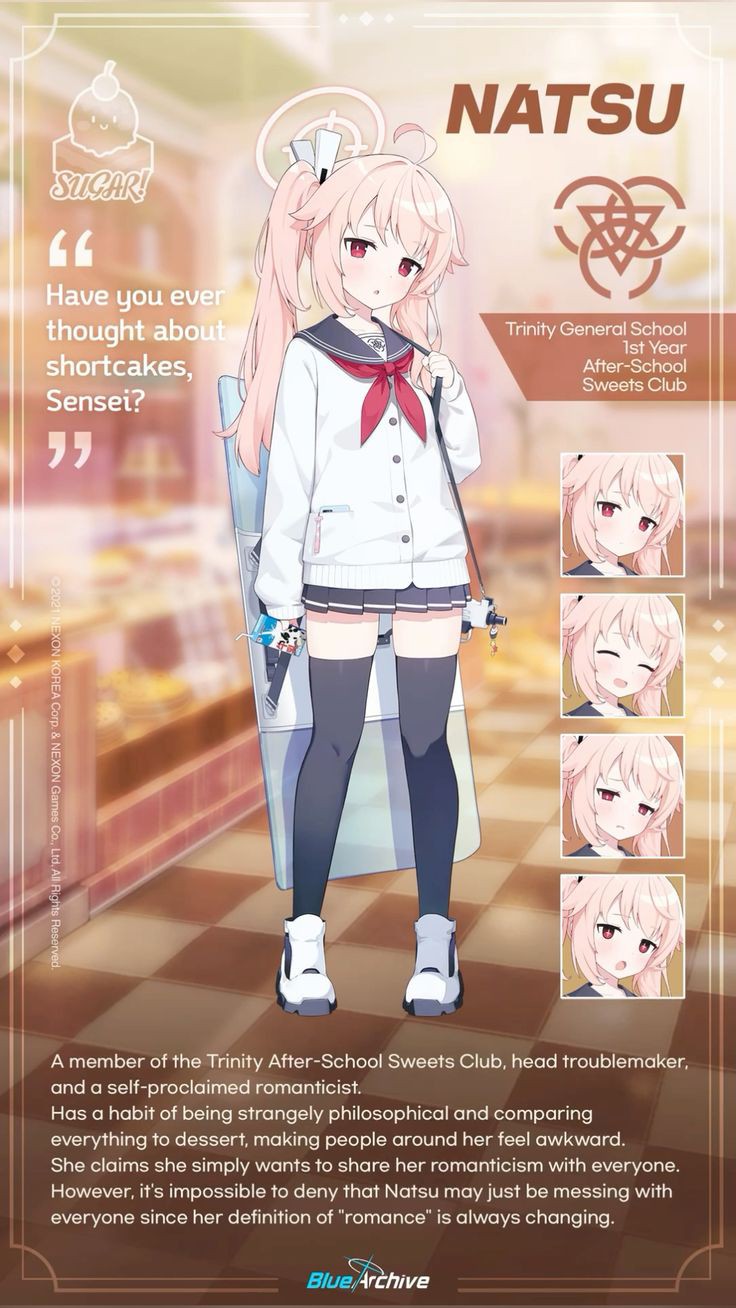 SUGAR!
NATSU
“
Have you ever
thought about
shortcakes,
Sensei?
”
Trinity General School
1st Year
After-School
Sweets Club
©2021 NEXON KOREA Corp. & NEXON Games Co., Ltd. All Rights Reserved.
A member of the Trinity After-School Sweets Club, head troublemaker,
and a self-proclaimed romanticist.
Has a habit of being strangely philosophical and comparing
everything to dessert, making people around her feel awkward.
She claims she simply wants to share her romanticism with everyone.
However, it's impossible to deny that Natsu may just be messing with
everyone since her definition of "romance" is always changing.
Blue Archive